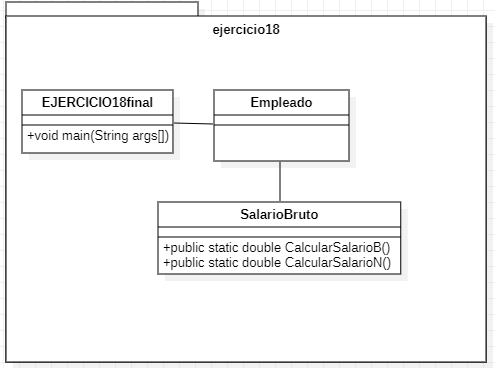 ejercicio18
EJERCICIO18final
+void main(String args[])
Empleado
SalarioBruto
+public static double CalcularSalarioB()
+public static double CalcularSalarioN()